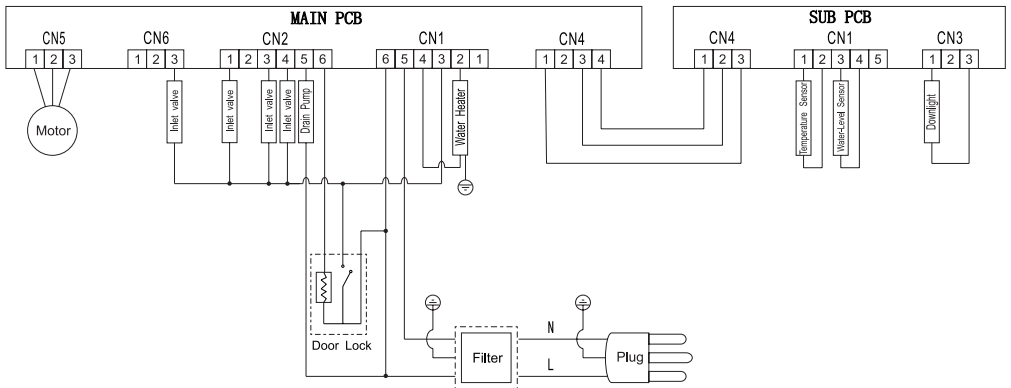 MAIN PCB
SUB PCB
CN5
CN6
CN2
CN1
CN4
CN4
CN1
CN3
1 2 3
1 2 3
1 2 3 4 5 6
6 5 4 3 2 1
1 2 3 4
1 2 3
1 2 3 4 5
1 2 3
Motor
Inlet valve
Inlet valve
Inlet valve
Inlet valve
Drain Pump
Water Heater
Temperature Sensor
Water-Level Sensor
Downlight
Door Lock
Filter
N
L
Plug